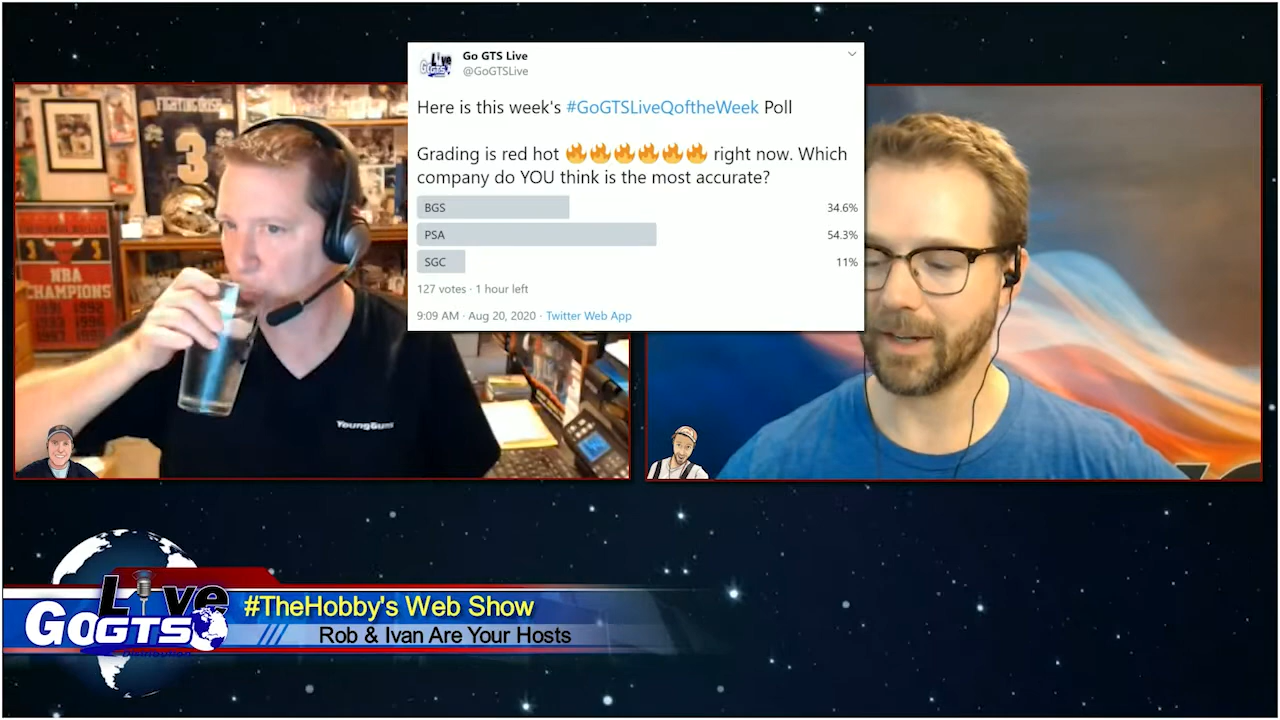 Go GTS Live
@GoGTSLive
Here is this week's #GoGTSLiveQoftheWeek Poll
Grading is red hot 🔥🔥🔥🔥🔥🔥 right now. Which
company do YOU think is the most accurate?
BGS 34.6%
PSA 54.3%
SGC 11%
127 votes · 1 hour left
9:09 AM · Aug 20, 2020 · Twitter Web App
FIGHTING IRISH
3
NBA
CHAMPIONS
YoungGuns
Live
GOGTS
#TheHobby's Web Show
Rob & Ivan Are Your Hosts